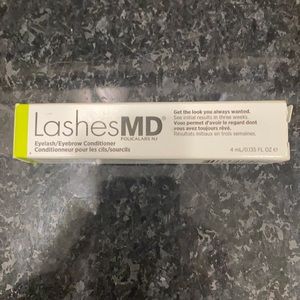 LashesMD®
FOLICALABS NJ
Eyelash/Eyebrow Conditioner
Conditionneur pour les cils/sourcils
Get the look you always wanted.
See initial results in three weeks.
Vous permet d'avoir le regard dont
vous avez toujours rêvé.
Résultats initiaux en trois semaines.
4 mL/0.135 FL OZ ℮